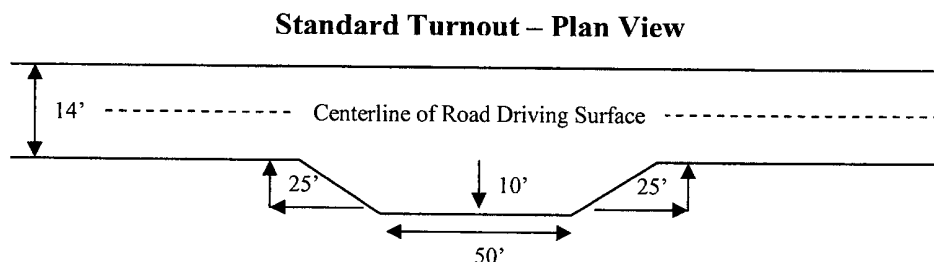 Standard Turnout – Plan View
14'
Centerline of Road Driving Surface
25'
10'
25'
50'